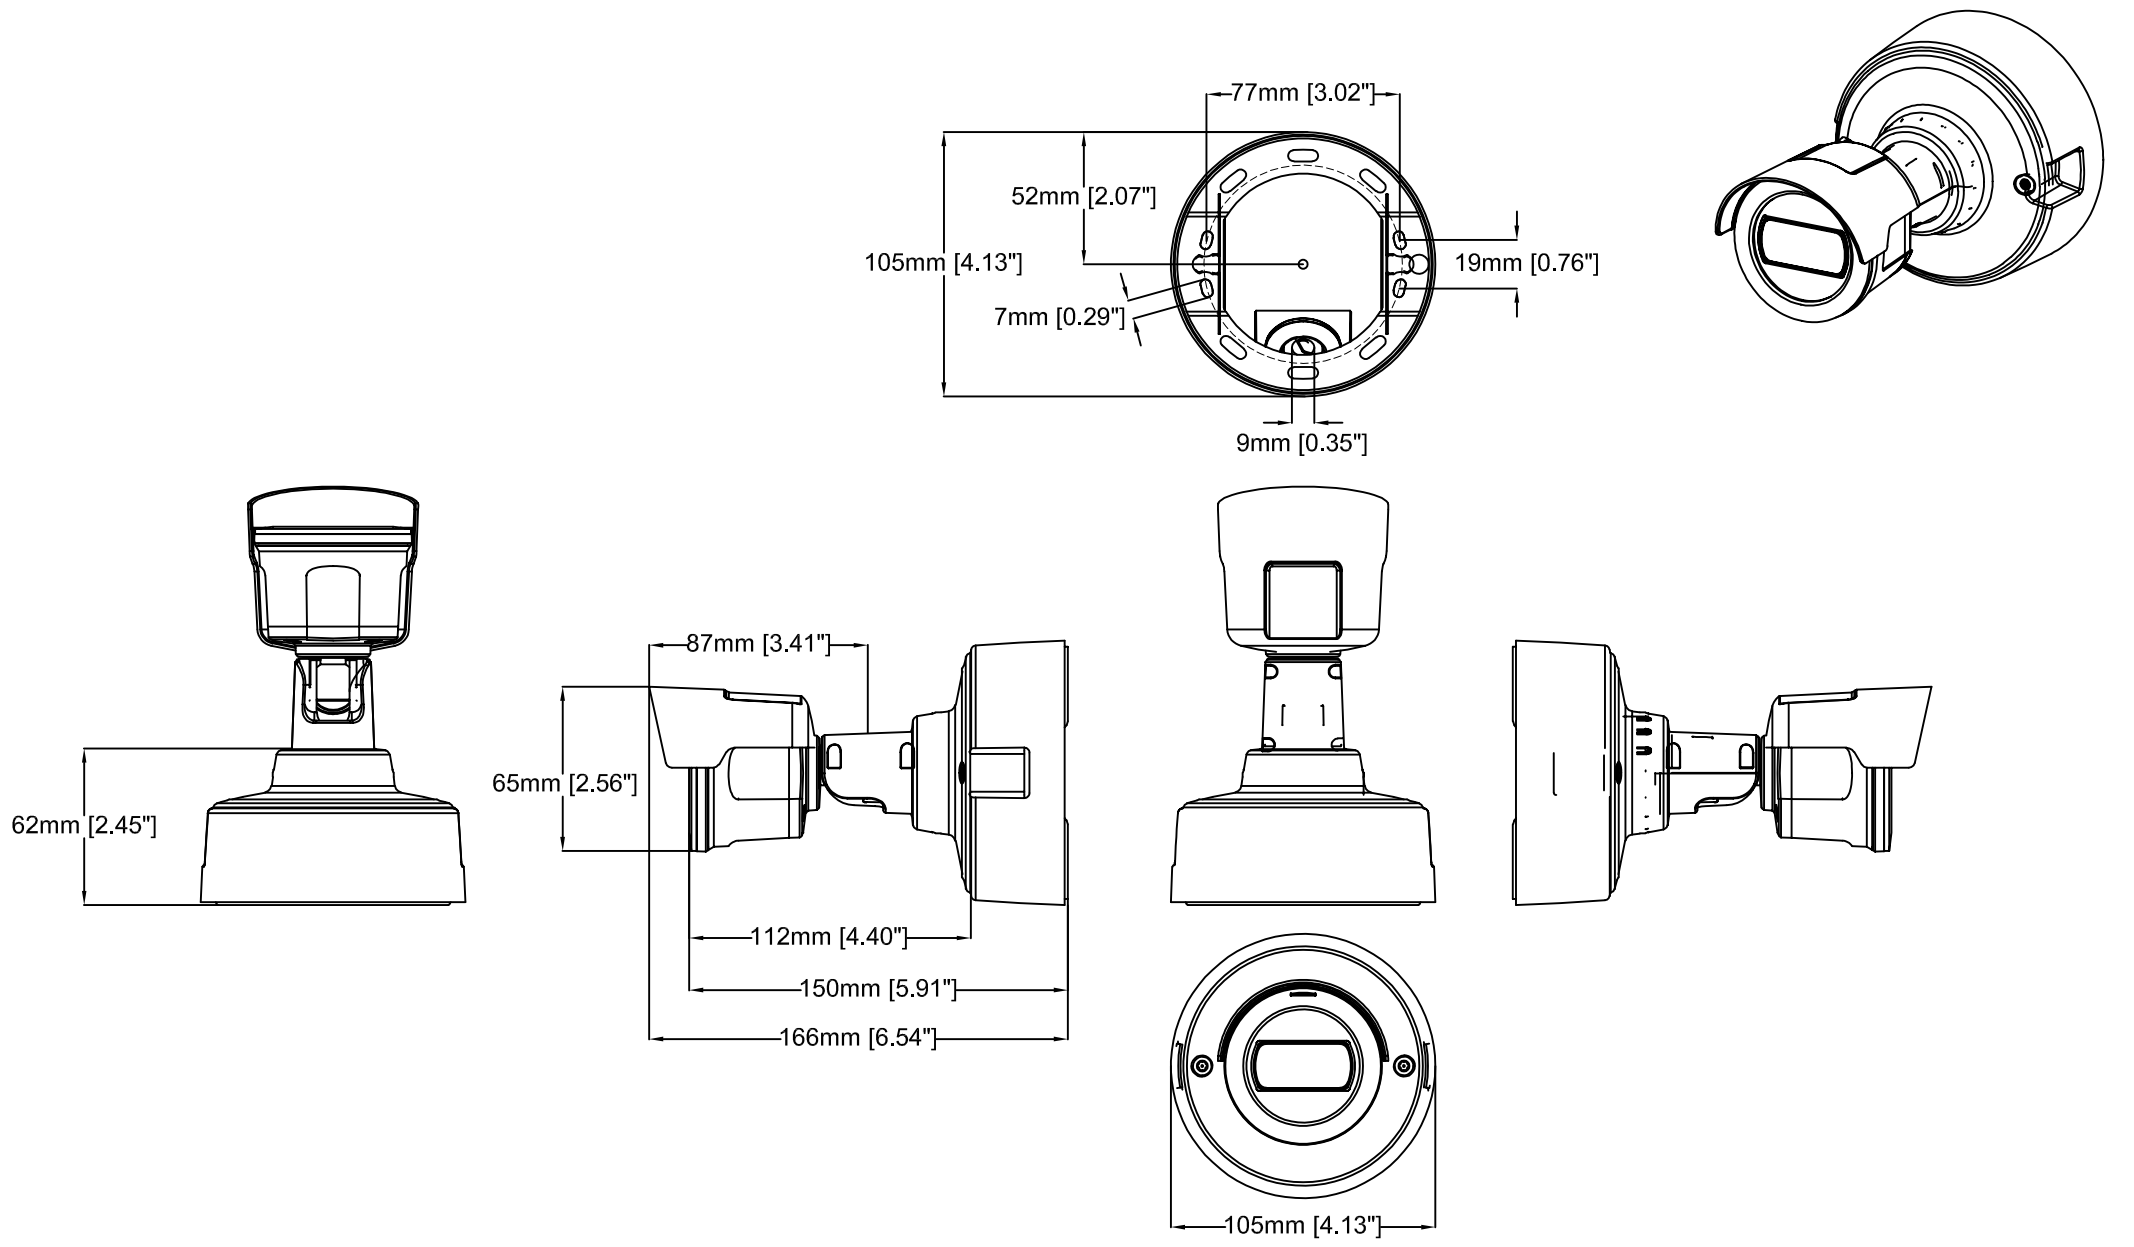 77mm [3.02"]
52mm [2.07"]
105mm [4.13"]
19mm [0.76"]
7mm [0.29"]
9mm [0.35"]
87mm [3.41"]
65mm [2.56"]
62mm [2.45"]
112mm [4.40"]
150mm [5.91"]
166mm [6.54"]
105mm [4.13"]